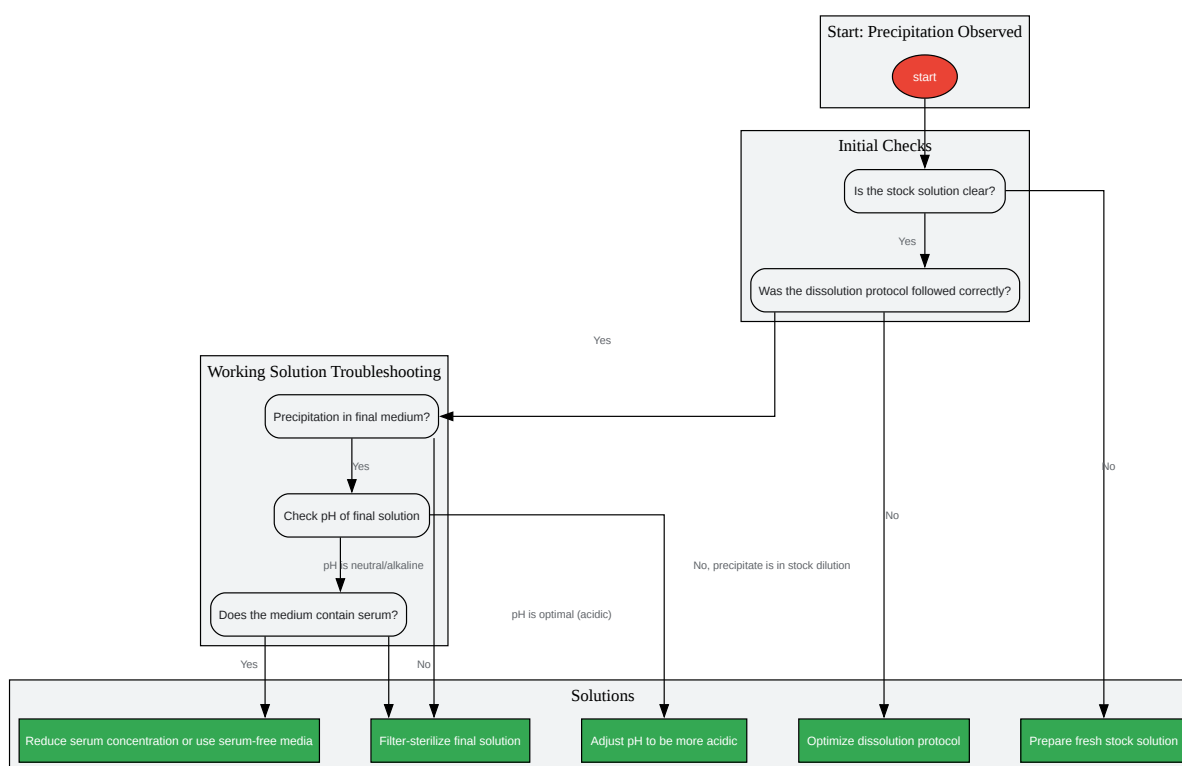 Start: Precipitation Observed
start
Initial Checks
Is the stock solution clear?
Yes
Was the dissolution protocol followed correctly?
Yes
Working Solution Troubleshooting
Precipitation in final medium?
Yes
No
Check pH of final solution
No
pH is neutral/alkaline
No, precipitate is in stock dilution
Does the medium contain serum?
pH is optimal (acidic)
Yes
No
Solutions
Reduce serum concentration or use serum-free media
Filter-sterilize final solution
Adjust pH to be more acidic
Optimize dissolution protocol
Prepare fresh stock solution